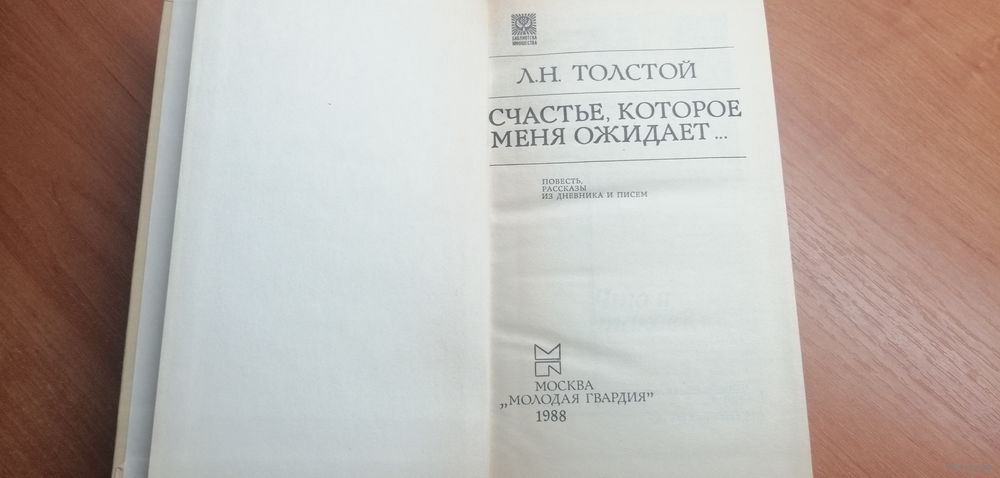 БИБЛИОТЕКА
ЮНОШЕСТВА
Л.Н. ТОЛСТОЙ
СЧАСТЬЕ, КОТОРОЕ
МЕНЯ ОЖИДАЕТ...
ПОВЕСТЬ,
РАССКАЗЫ
ИЗ ДНЕВНИКА И ПИСЕМ
МОСКВА
„МОЛОДАЯ ГВАРДИЯ”
1988